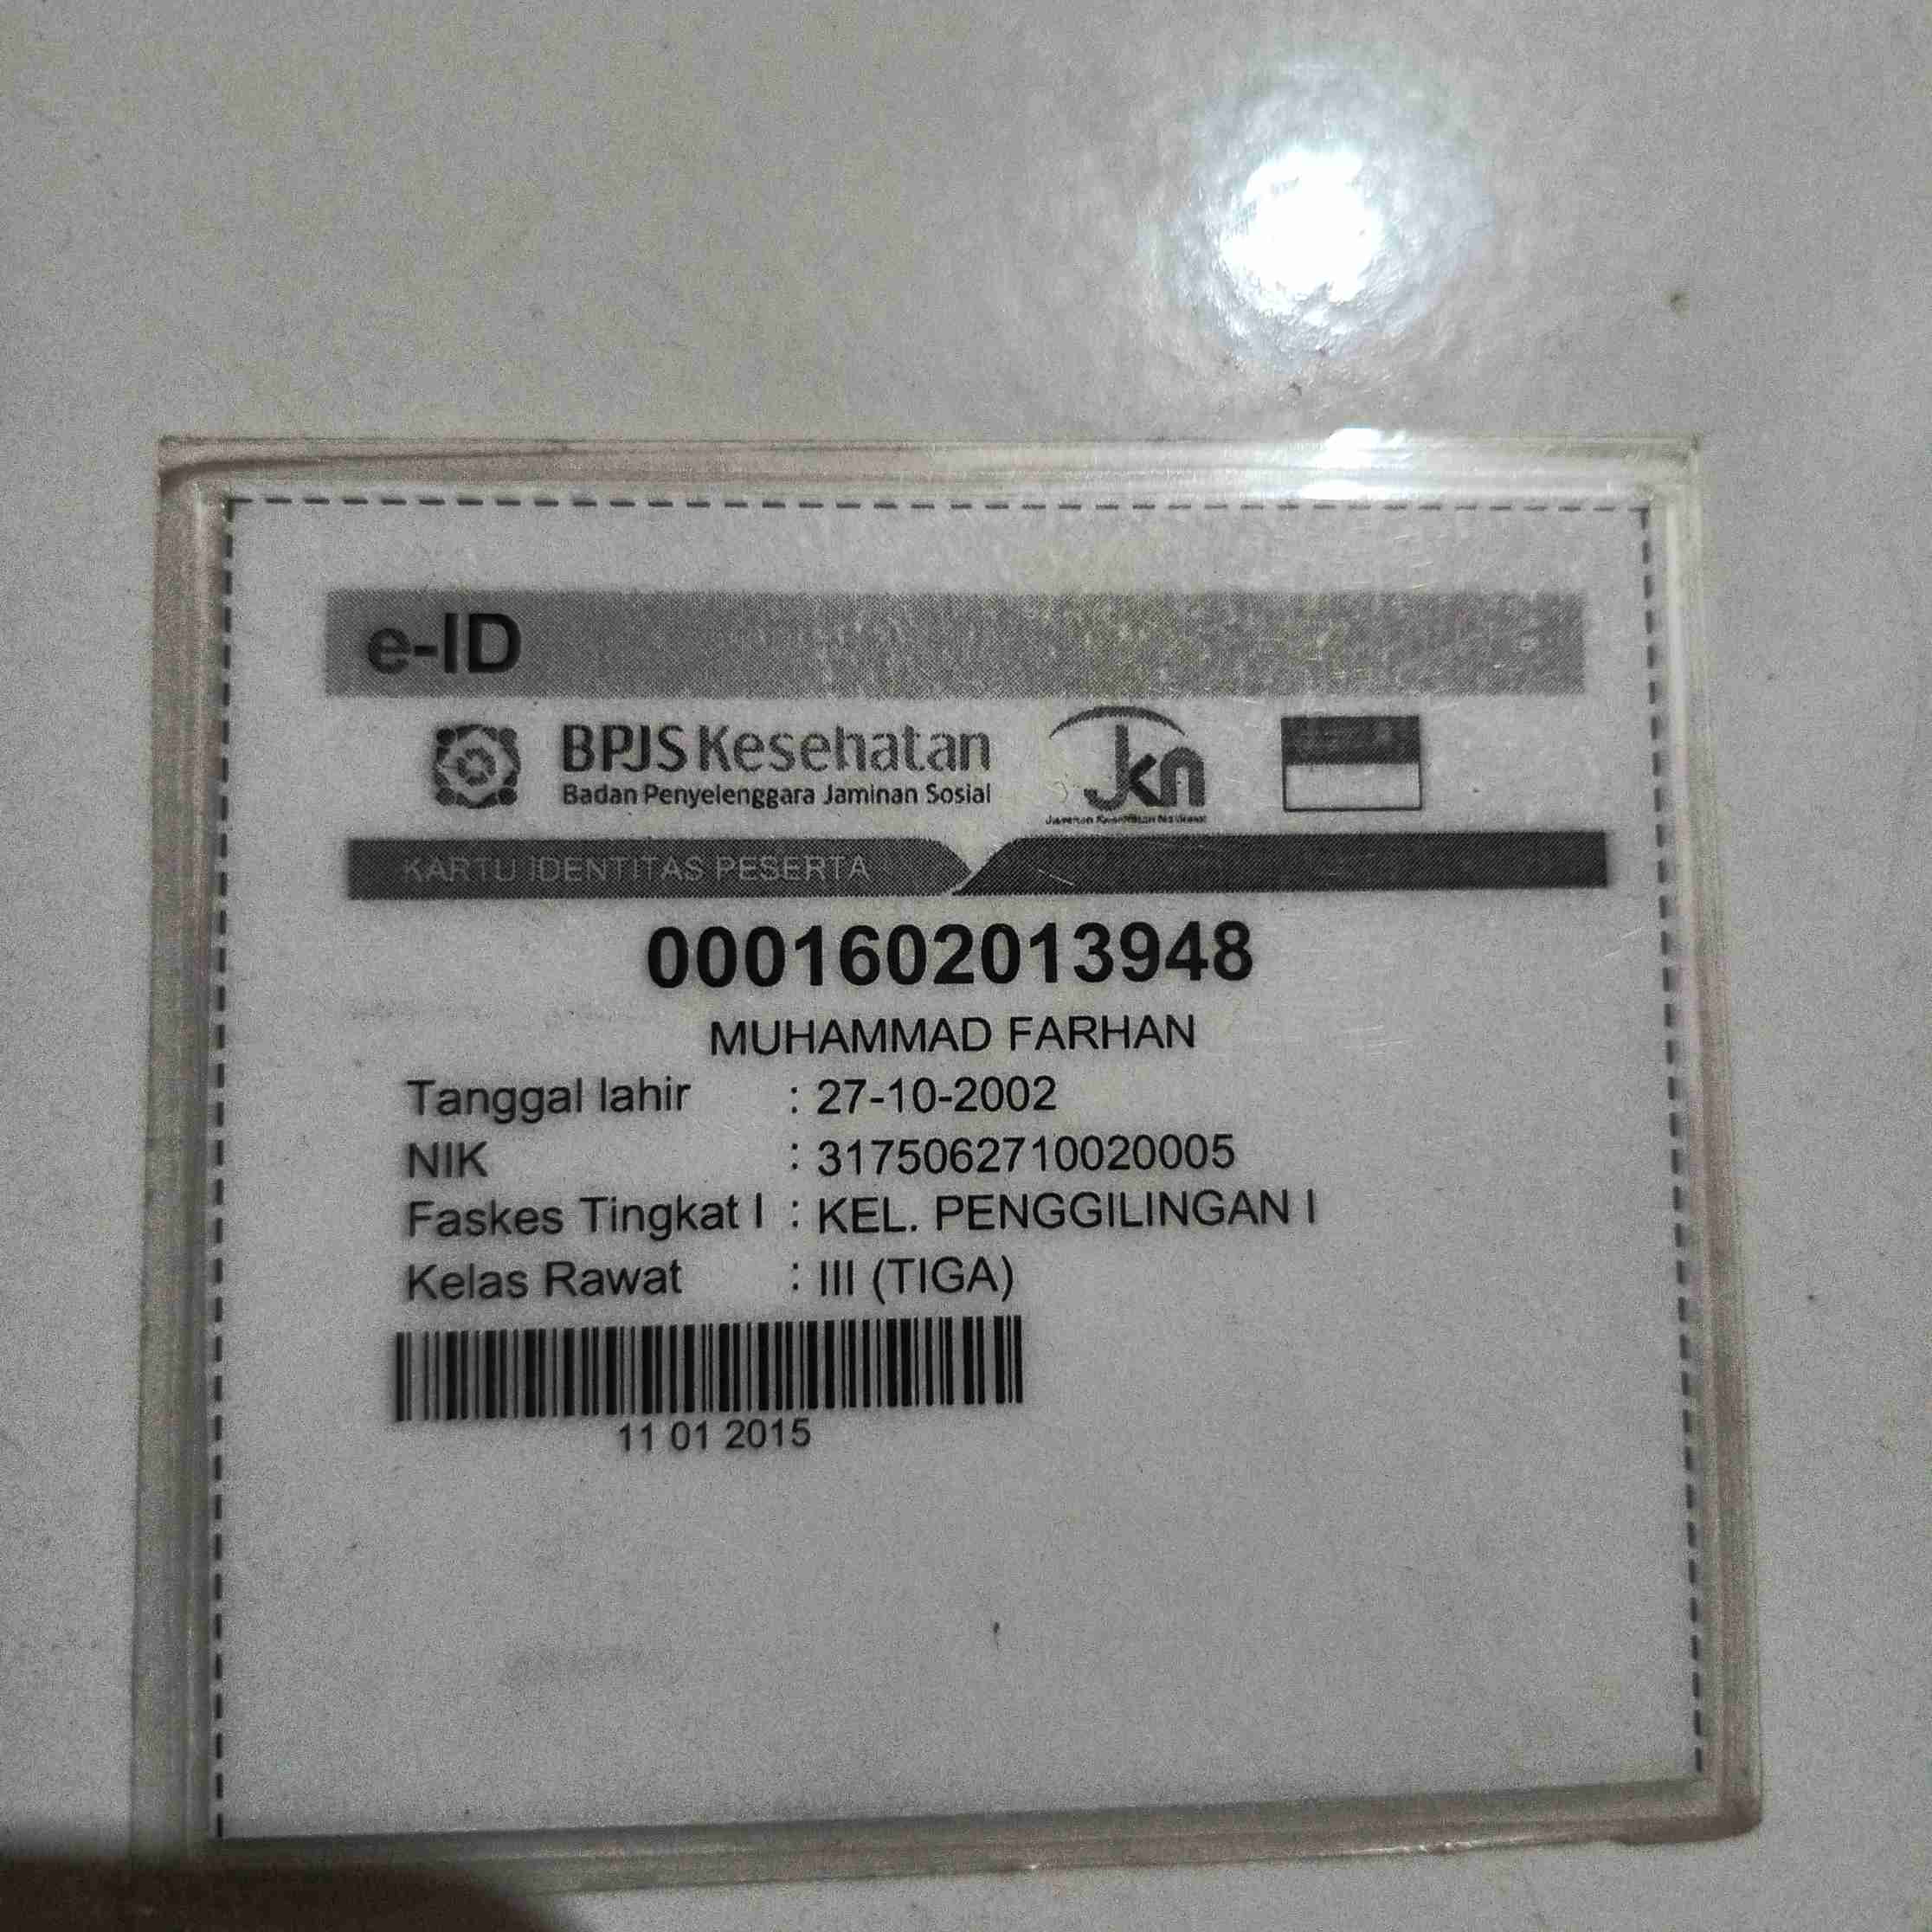 e-ID
BPJS Kesehatan
Badan Penyelenggara Jaminan Sosial
Jkn
KARTU IDENTITAS PESERTA
0001602013948
MUHAMMAD FARHAN
Tanggal lahir : 27-10-2002
NIK : 3175062710020005
Faskes Tingkat I : KEL. PENGGILINGAN I
Kelas Rawat : III (TIGA)
11 01 2015